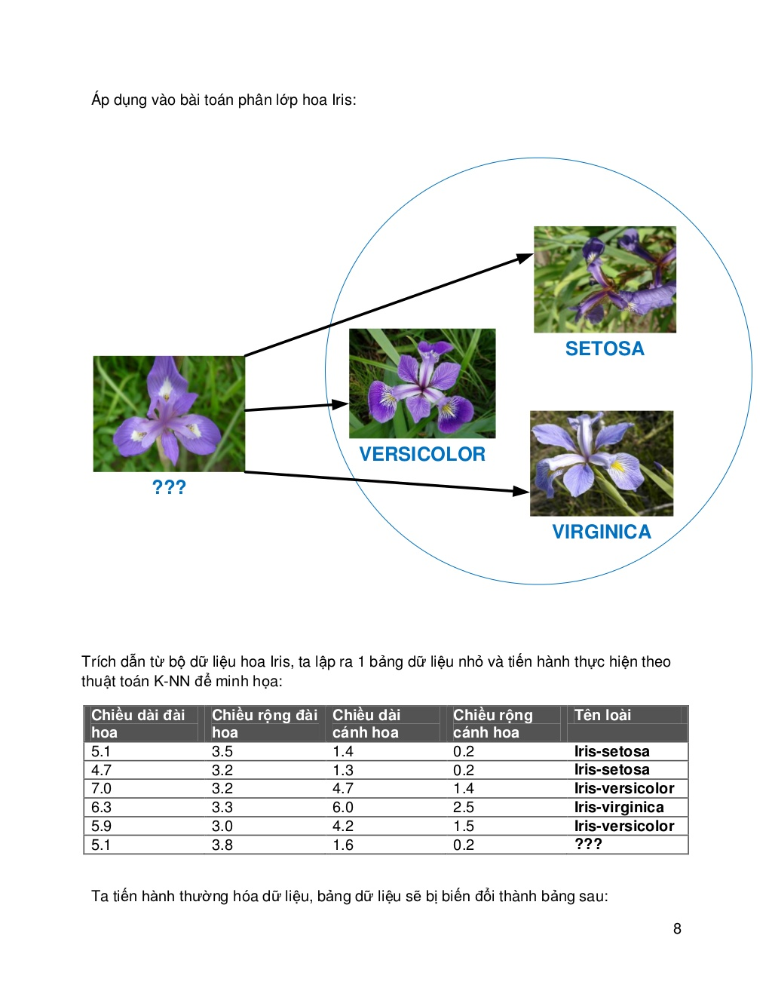 Áp dụng vào bài toán phân lớp hoa Iris:
SETOSA
VERSICOLOR
???
VIRGINICA
Trích dẫn từ bộ dữ liệu hoa Iris, ta lập ra 1 bảng dữ liệu nhỏ và tiến hành thực hiện theo
thuật toán K-NN để minh họa:
Chiều dài đài hoa Chiều rộng đài hoa Chiều dài cánh hoa Chiều rộng cánh hoa Tên loài
5.1 3.5 1.4 0.2 Iris-setosa
4.7 3.2 1.3 0.2 Iris-setosa
7.0 3.2 4.7 1.4 Iris-versicolor
6.3 3.3 6.0 2.5 Iris-virginica
5.9 3.0 4.2 1.5 Iris-versicolor
5.1 3.8 1.6 0.2 ???
Ta tiến hành thường hóa dữ liệu, bảng dữ liệu sẽ bị biến đổi thành bảng sau:
8